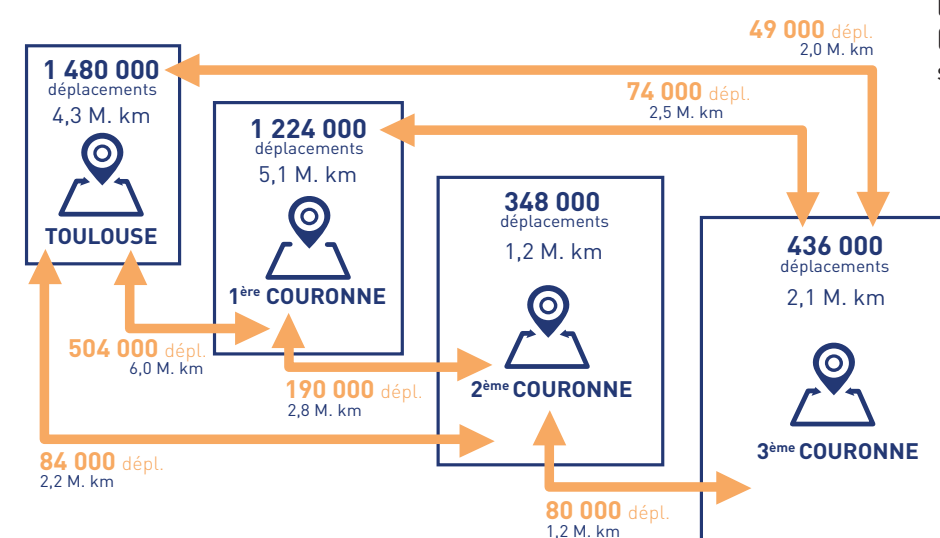 49 000 dépl.
2,0 M. km
74 000 dépl.
2,5 M. km
1 480 000
déplacements
4,3 M. km
TOULOUSE
1 224 000
déplacements
5,1 M. km
1ère COURONNE
348 000
déplacements
1,2 M. km
2ème COURONNE
436 000
déplacements
2,1 M. km
3ème COURONNE
504 000 dépl.
6,0 M. km
190 000 dépl.
2,8 M. km
84 000 dépl.
2,2 M. km
80 000 dépl.
1,2 M. km